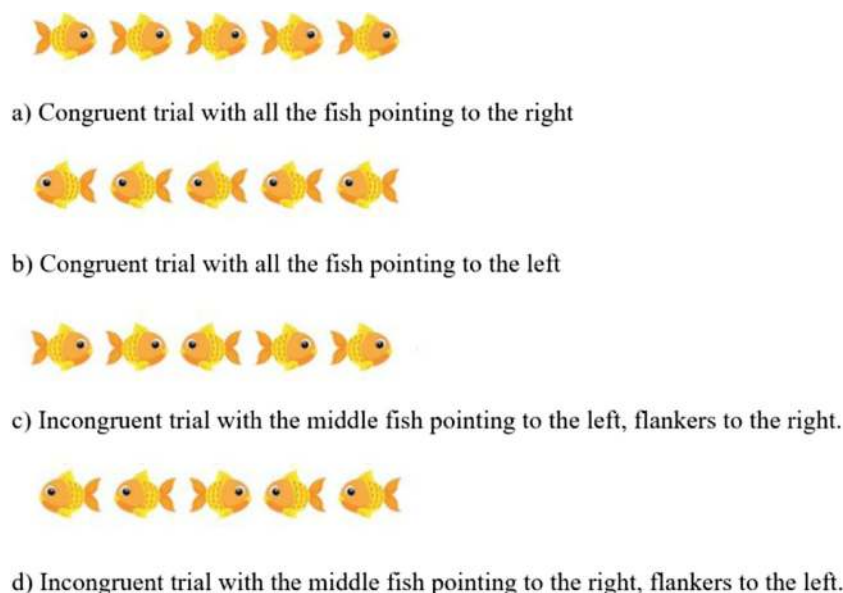 a) Congruent trial with all the fish pointing to the right
b) Congruent trial with all the fish pointing to the left
c) Incongruent trial with the middle fish pointing to the left, flankers to the right.
d) Incongruent trial with the middle fish pointing to the right, flankers to the left.